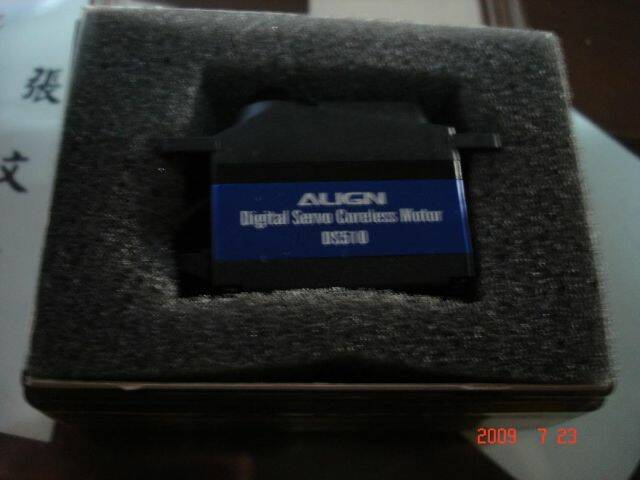 張
文
ALIGN
Digital Servo Coreless Motor
DS510
2009 7 23